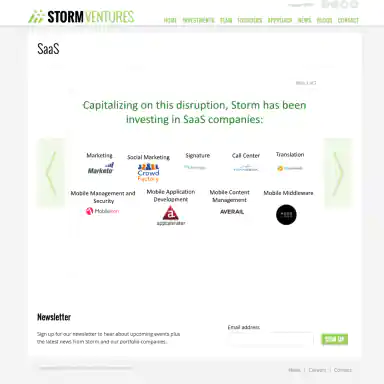 STORM VENTURES
HOME INVESTMENTS TEAM FOUNDERS APPROACH NEWS VIDEOS CONTACT
SaaS
Capitalizing on this disruption, Storm has been
investing in SaaS companies:
Marketing
Social Marketing
Signature
Call Center
Translation
Marketo
Crowd
Factory
Mobile Management and
Security
Mobile Application
Development
Mobile Content
Management
Mobile Middleware
MobileIron
appcelerator
AVERAIL
Newsletter
Sign up for our newsletter to hear about upcoming events plus
the latest news from Storm and our portfolio companies.
Email address
SIGN UP
Home | Careers | Contact